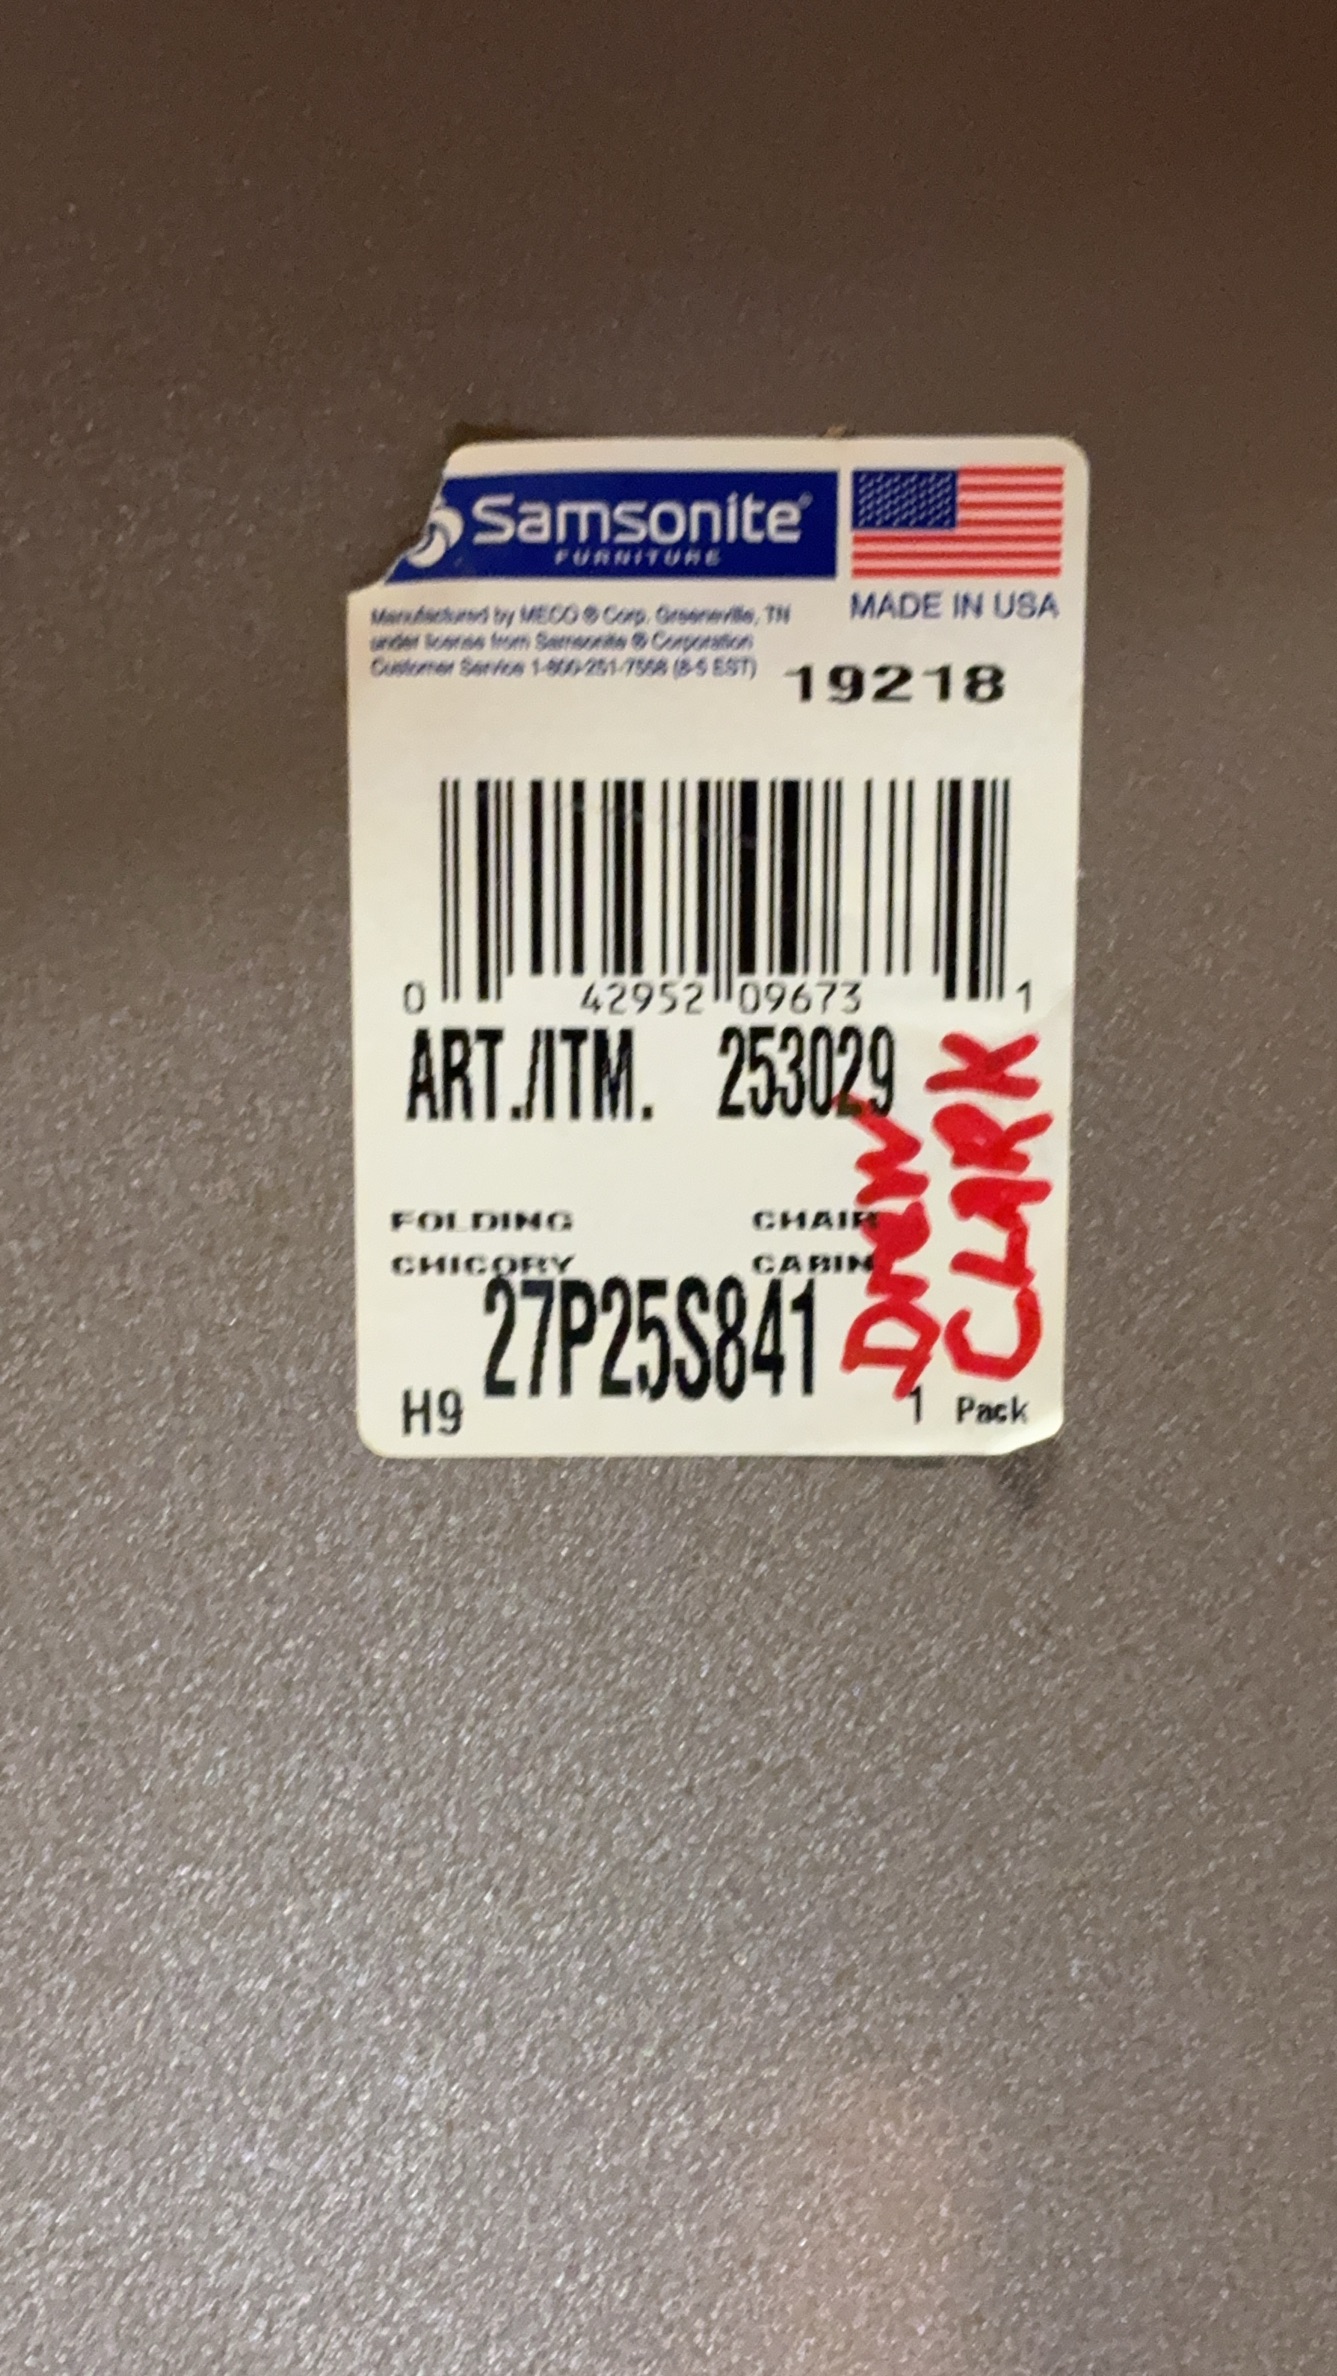 Samsonite®
FURNITURE
MADE IN USA
Manufactured by MECO ® Corp. Greeneville, TN
under license from Samsonite ® Corporation
Customer Service 1-800-251-7558 (8-5 EST)
19218
0 42952 09673 1
ART./ITM. 253029
FOLDING CHAIR
CHICORY CABIN
27P25S841
H9 1 Pack
Drew
CLARK